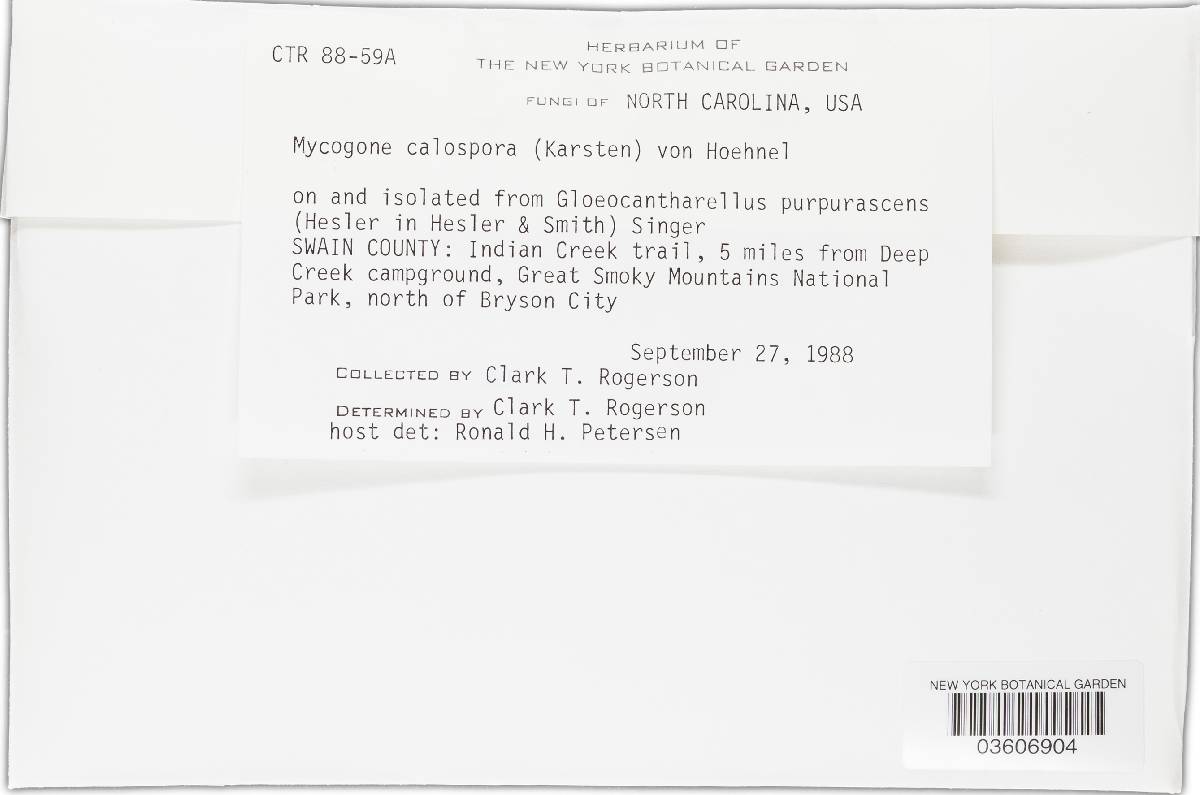 CTR 88-59A
HERBARIUM OF
THE NEW YORK BOTANICAL GARDEN
FUNGI OF NORTH CAROLINA, USA
Mycogone calospora (Karsten) von Hoehnel
on and isolated from Gloeocantharellus purpurascens
(Hesler in Hesler & Smith) Singer
SWAIN COUNTY: Indian Creek trail, 5 miles from Deep
Creek campground, Great Smoky Mountains National
Park, north of Bryson City
September 27, 1988
COLLECTED BY Clark T. Rogerson
DETERMINED BY Clark T. Rogerson
host det: Ronald H. Petersen
NEW YORK BOTANICAL GARDEN
03606904